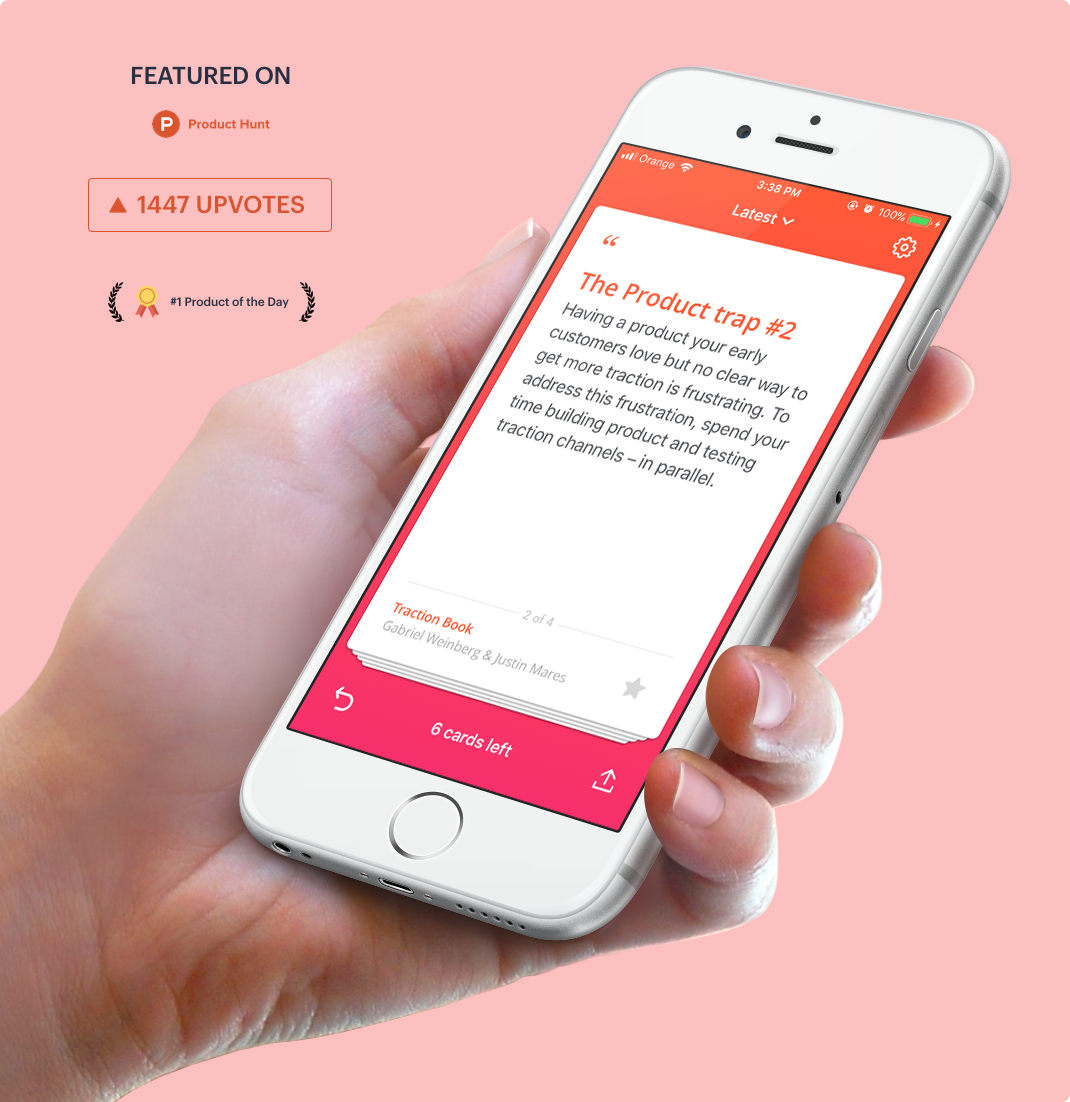 FEATURED ON
P Product Hunt
▲ 1447 UPVOTES
#1 Product of the Day
Orange
3:38 PM
100%
Latest
“
The Product trap #2
Having a product your early
customers love but no clear way to
get more traction is frustrating. To
address this frustration, spend your
time building product and testing
traction channels – in parallel.
2 of 4
Traction Book
Gabriel Weinberg & Justin Mares
6 cards left